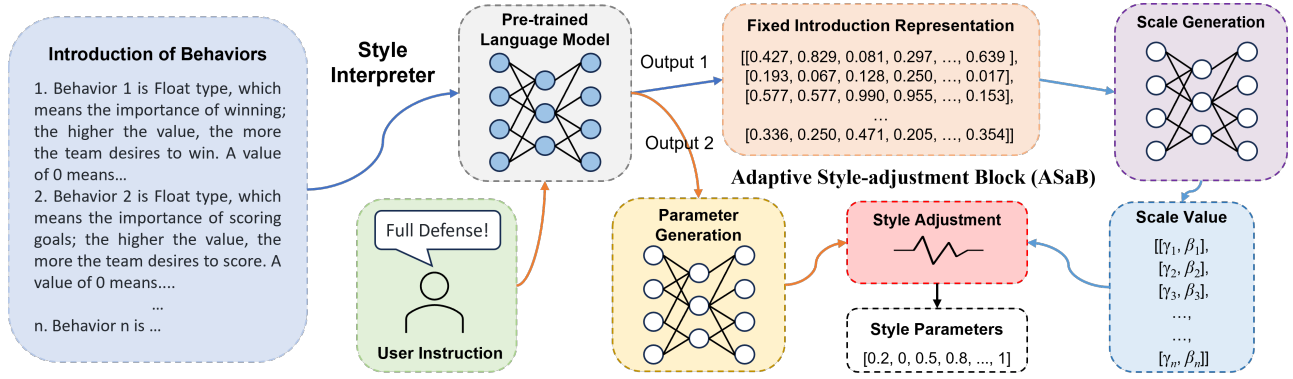 Introduction of Behaviors
1. Behavior 1 is Float type, which
means the importance of winning;
the higher the value, the more
the team desires to win. A value
of 0 means…
2. Behavior 2 is Float type, which
means the importance of scoring
goals; the higher the value, the
more the team desires to score. A
value of 0 means....
…
n. Behavior n is …
Style
Interpreter
Pre-trained
Language Model
Full Defense!
User Instruction
Output 1
Output 2
Fixed Introduction Representation
[[0.427, 0.829, 0.081, 0.297, …, 0.639 ],
[0.193, 0.067, 0.128, 0.250, …, 0.017],
[0.577, 0.577, 0.990, 0.955, …, 0.153],
…
[0.336, 0.250, 0.471, 0.205, …, 0.354]]
Adaptive Style-adjustment Block (ASaB)
Parameter
Generation
Style Adjustment
Style Parameters
[0.2, 0, 0.5, 0.8, ..., 1]
Scale Generation
Scale Value
[[γ1, β1],
[γ2, β2],
[γ3, β3],
…,
…,
[γn, βn]]